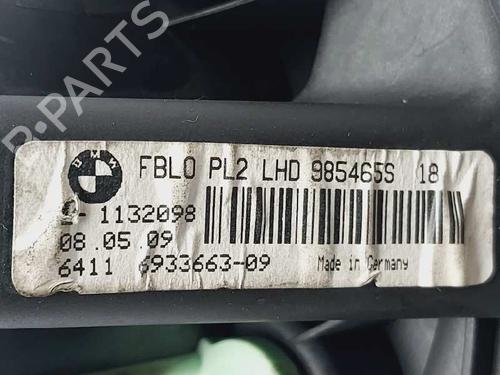 B-PARTS
BMW
FBLO PL2 LHD 985465S 18
- 1132098
08.05.09
6411 6933663-09 Made in Germany